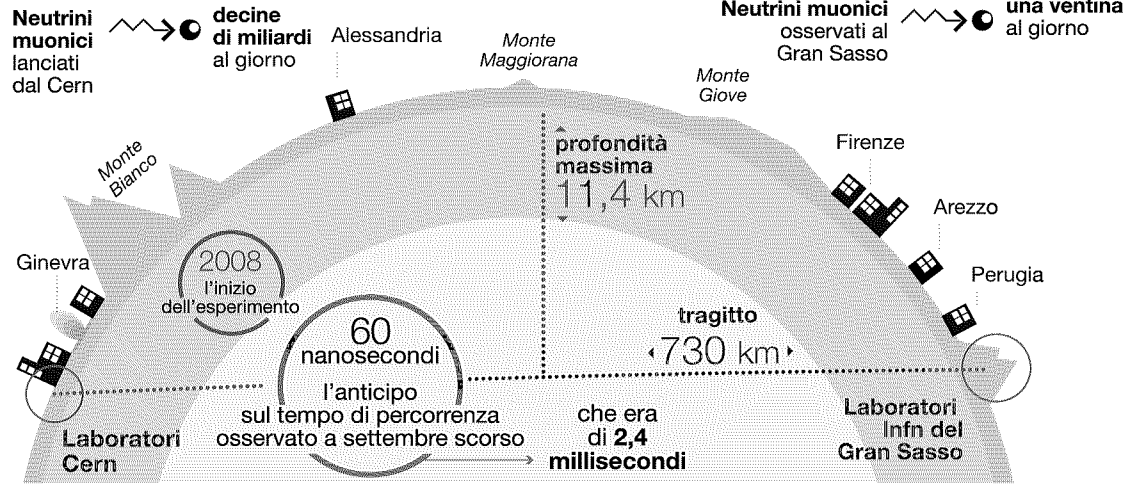 Neutrini
muonici
lanciati
dal Cern
decine
di miliardi
al giorno
Alessandria
Monte
Maggiorana
Monte
Giove
Neutrini muonici
osservati al
Gran Sasso
una ventina
al giorno
Monte
Bianco
profondità
massima
11,4 km
Firenze
Arezzo
Perugia
Ginevra
2008
l'inizio
dell'esperimento
60
nanosecondi
l'anticipo
sul tempo di percorrenza
osservato a settembre scorso
tragitto
730 km
che era
di 2,4
millisecondi
Laboratori
Cern
Laboratori
Infn del
Gran Sasso